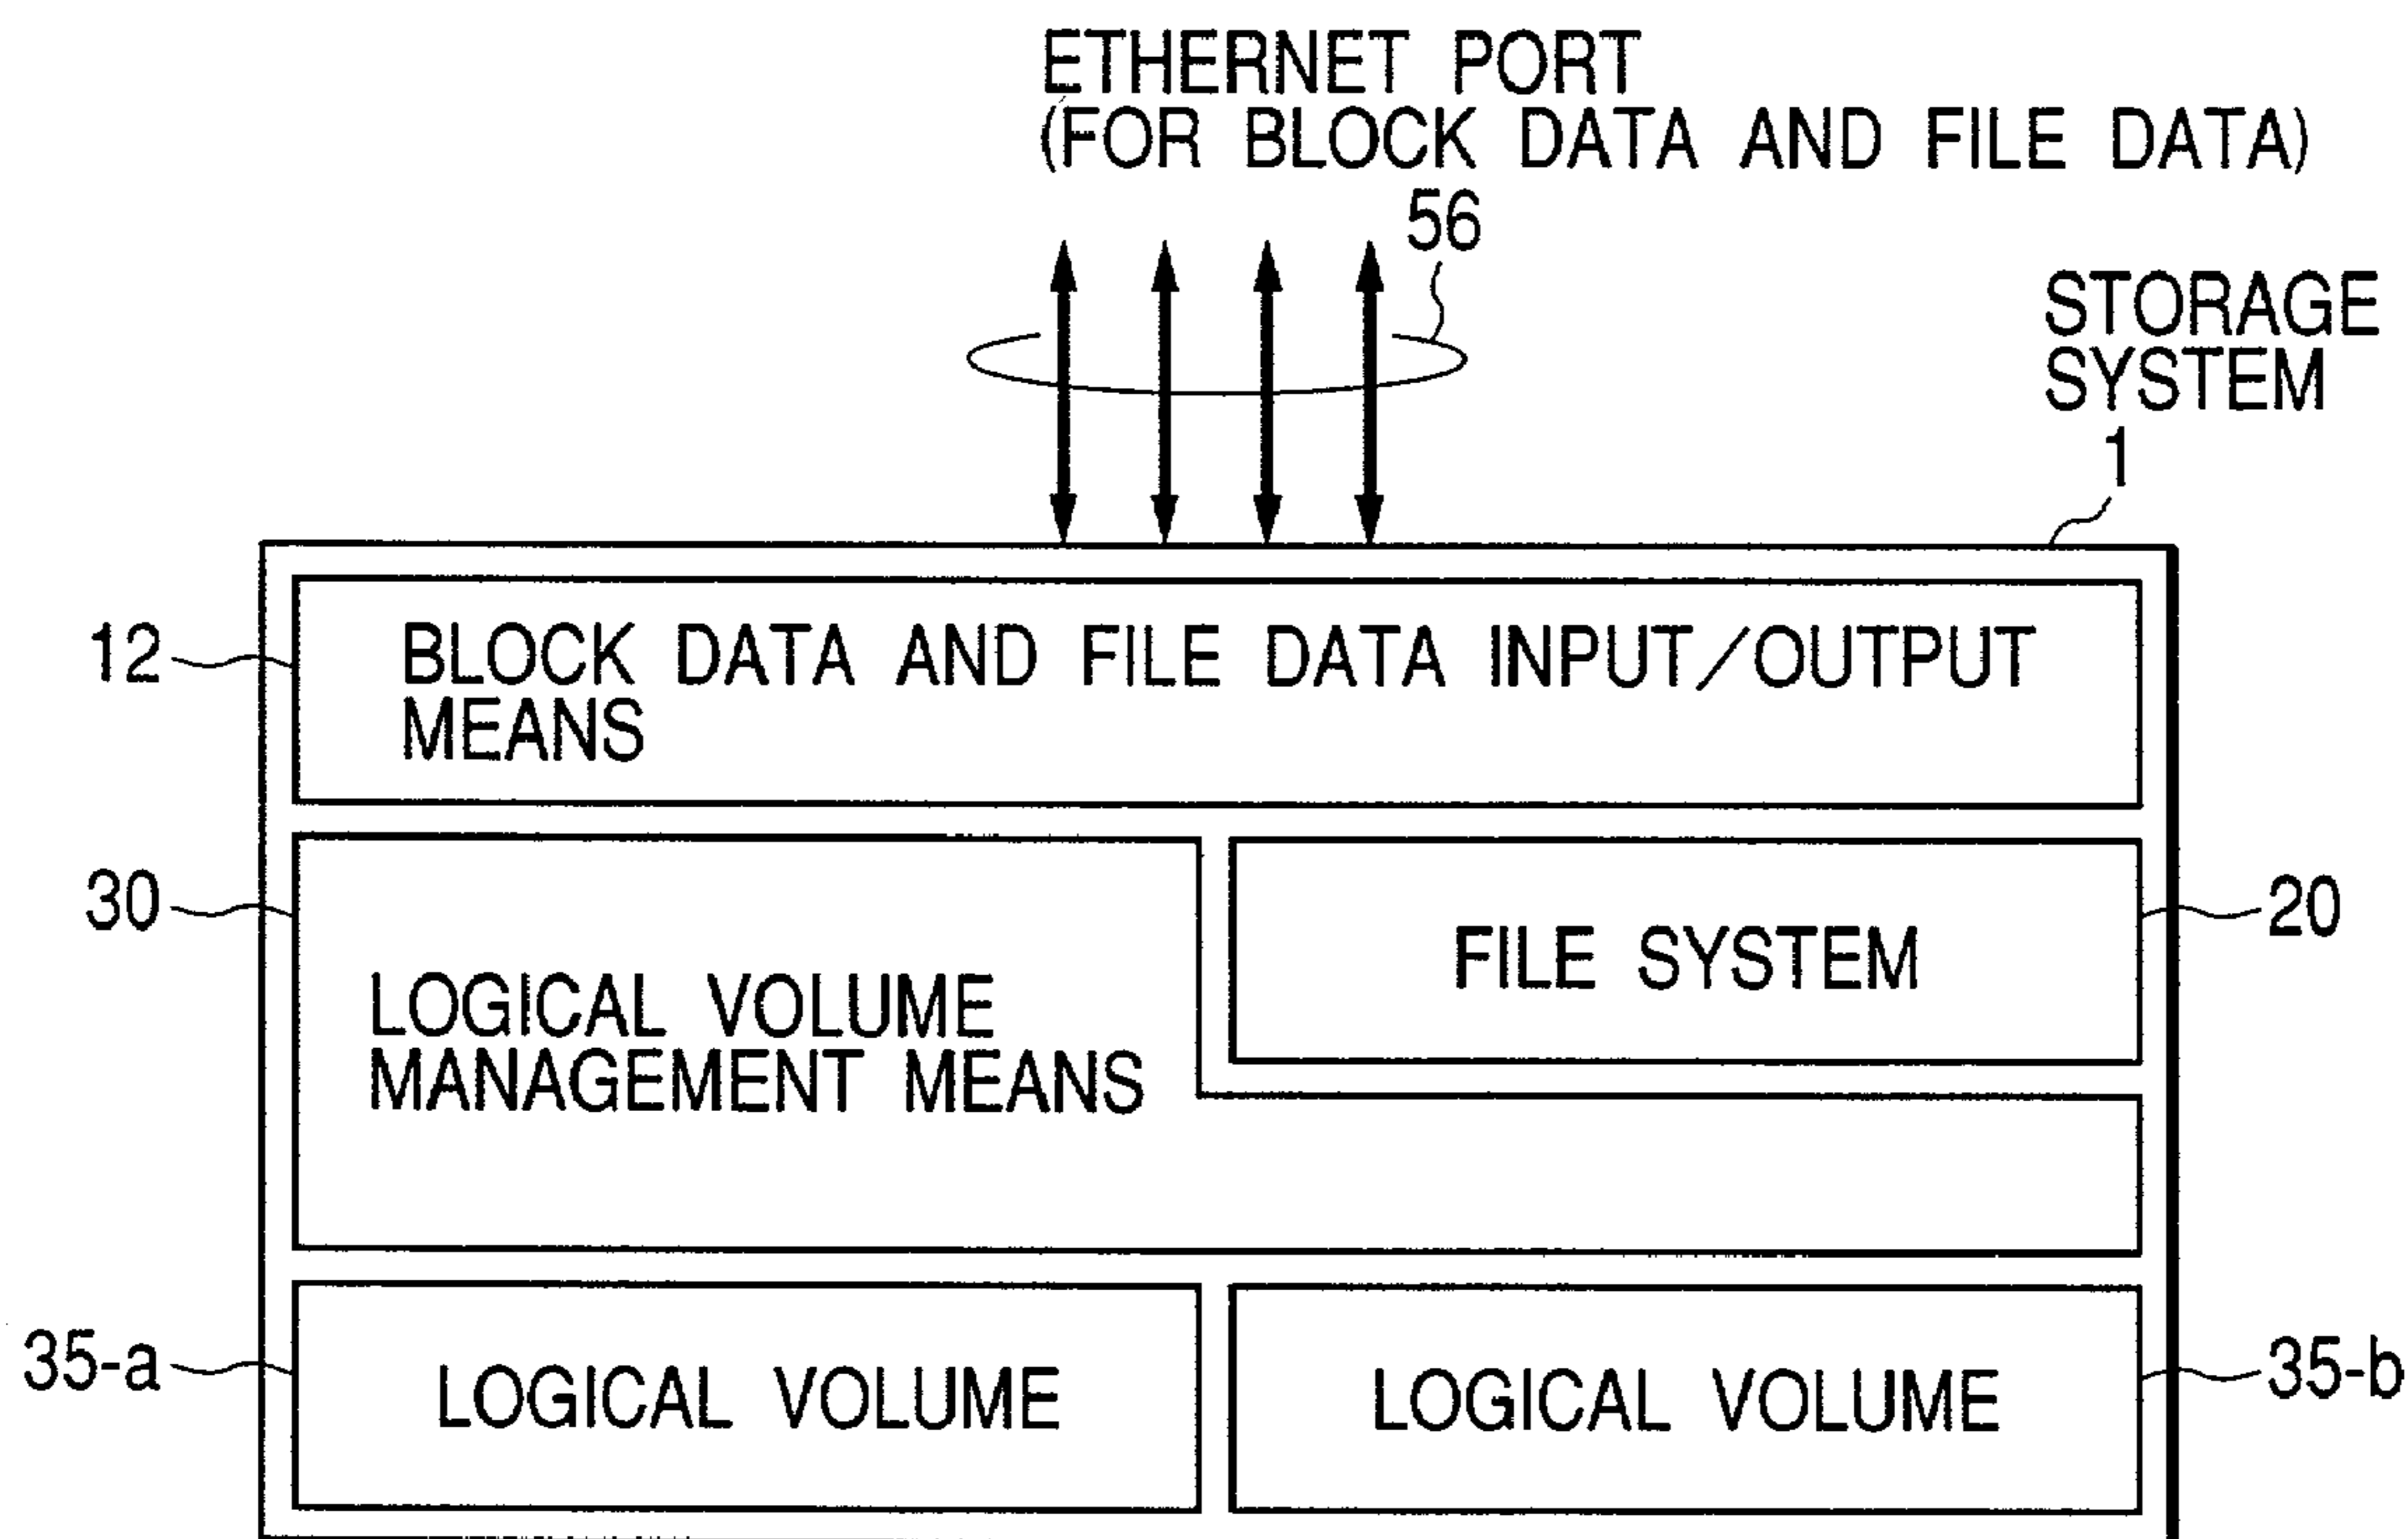 ETHERNET PORT
(FOR BLOCK DATA AND FILE DATA)
56
STORAGE
SYSTEM
1
12
BLOCK DATA AND FILE DATA INPUT/OUTPUT
MEANS
30
LOGICAL VOLUME
MANAGEMENT MEANS
FILE SYSTEM
20
35-a
LOGICAL VOLUME
LOGICAL VOLUME
35-b